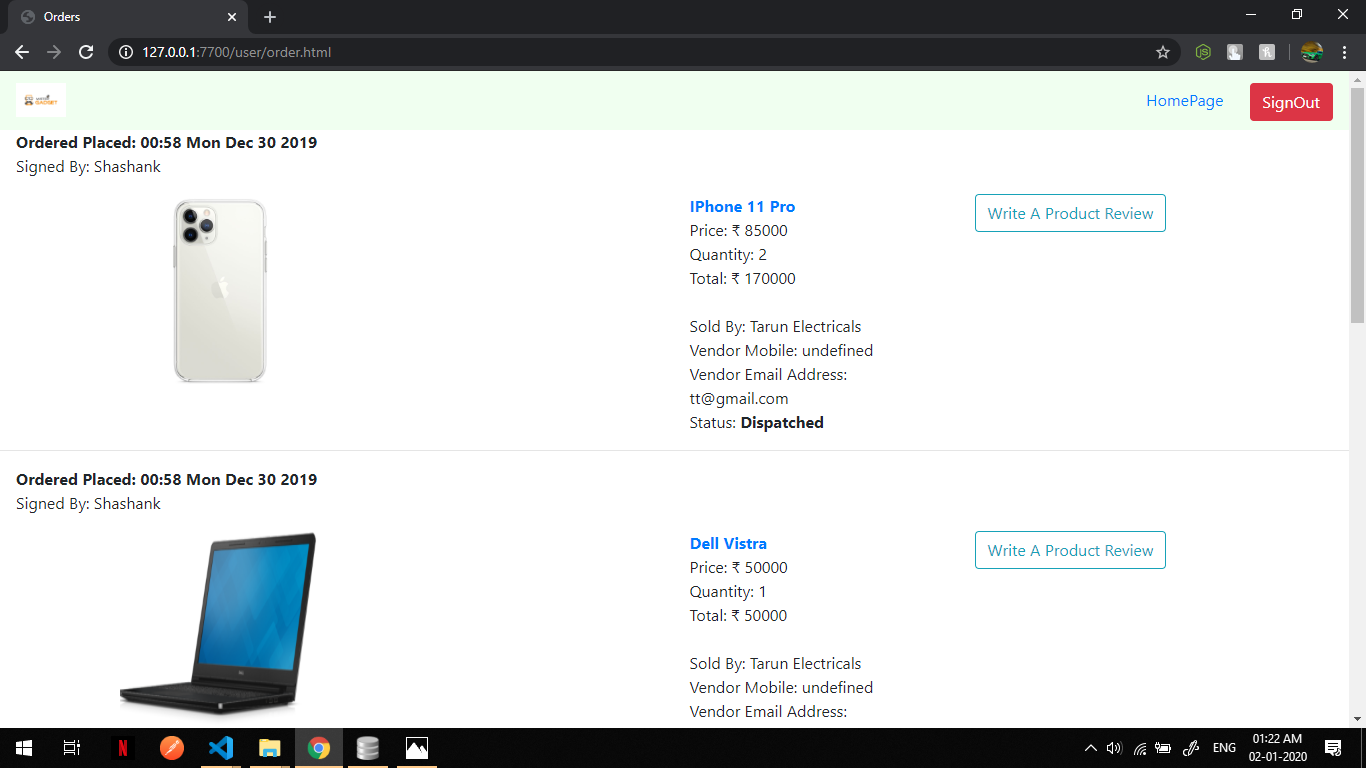 Orders
127.0.0.1:7700/user/order.html
GADGET
HomePage
SignOut
Ordered Placed: 00:58 Mon Dec 30 2019
Signed By: Shashank
IPhone 11 Pro
Price: ₹ 85000
Quantity: 2
Total: ₹ 170000
Sold By: Tarun Electricals
Vendor Mobile: undefined
Vendor Email Address:
tt@gmail.com
Status: Dispatched
Write A Product Review
Ordered Placed: 00:58 Mon Dec 30 2019
Signed By: Shashank
Dell Vistra
Price: ₹ 50000
Quantity: 1
Total: ₹ 50000
Sold By: Tarun Electricals
Vendor Mobile: undefined
Vendor Email Address:
Write A Product Review
ENG
01:22 AM
02-01-2020